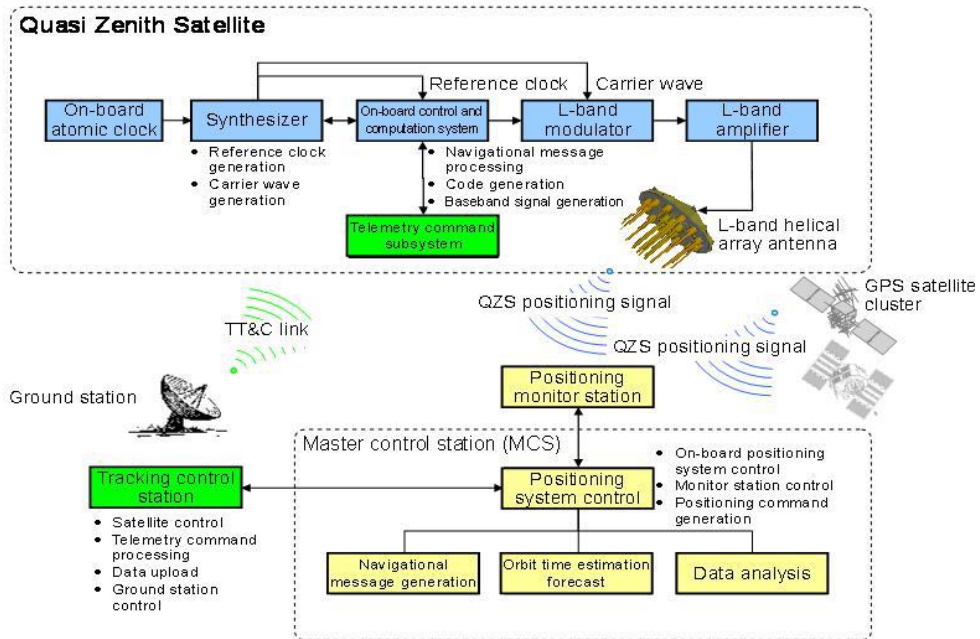 Quasi Zenith Satellite
Reference clock
Carrier wave
On-board
atomic clock
Synthesizer
On-board control and
computation system
L-band
modulator
L-band
amplifier
• Reference clock
generation
• Carrier wave
generation
• Navigational message
processing
• Code generation
• Baseband signal generation
Telemetry command
subsystem
L-band helical
array antenna
GPS satellite
cluster
QZS positioning signal
TT&C link
QZS positioning signal
Ground station
Positioning
monitor station
Master control station (MCS)
Tracking control
station
Positioning
system control
• On-board positioning
system control
• Monitor station control
• Positioning command
generation
• Satellite control
• Telemetry command
processing
• Data upload
• Ground station
control
Navigational
message generation
Orbit time estimation
forecast
Data analysis